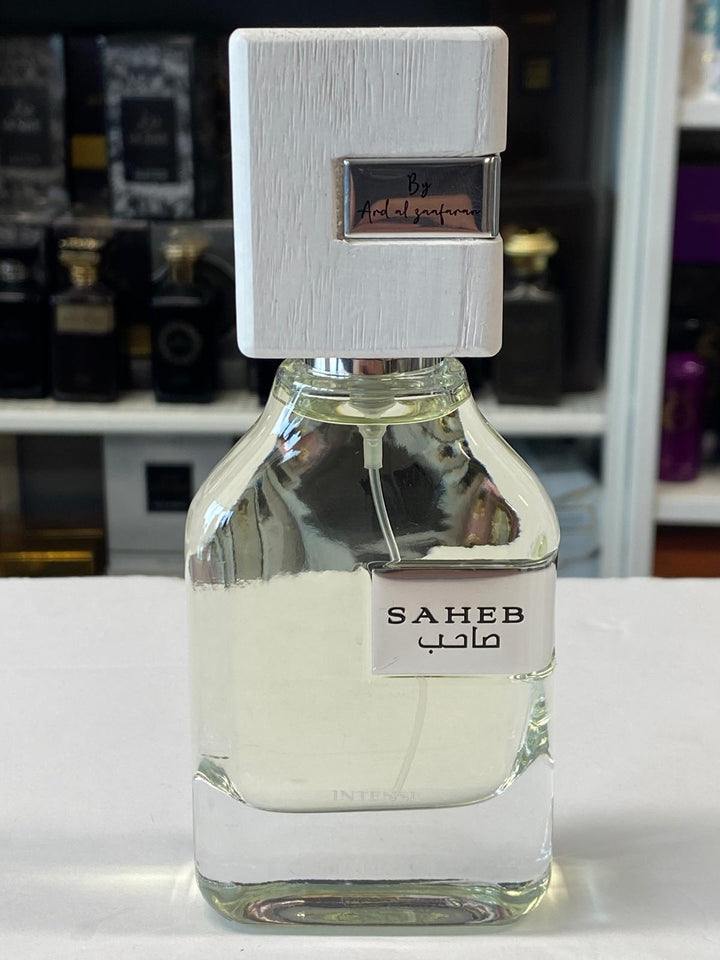 By
Ard al zaafaran
SAHEB
صاحب
INTENSE